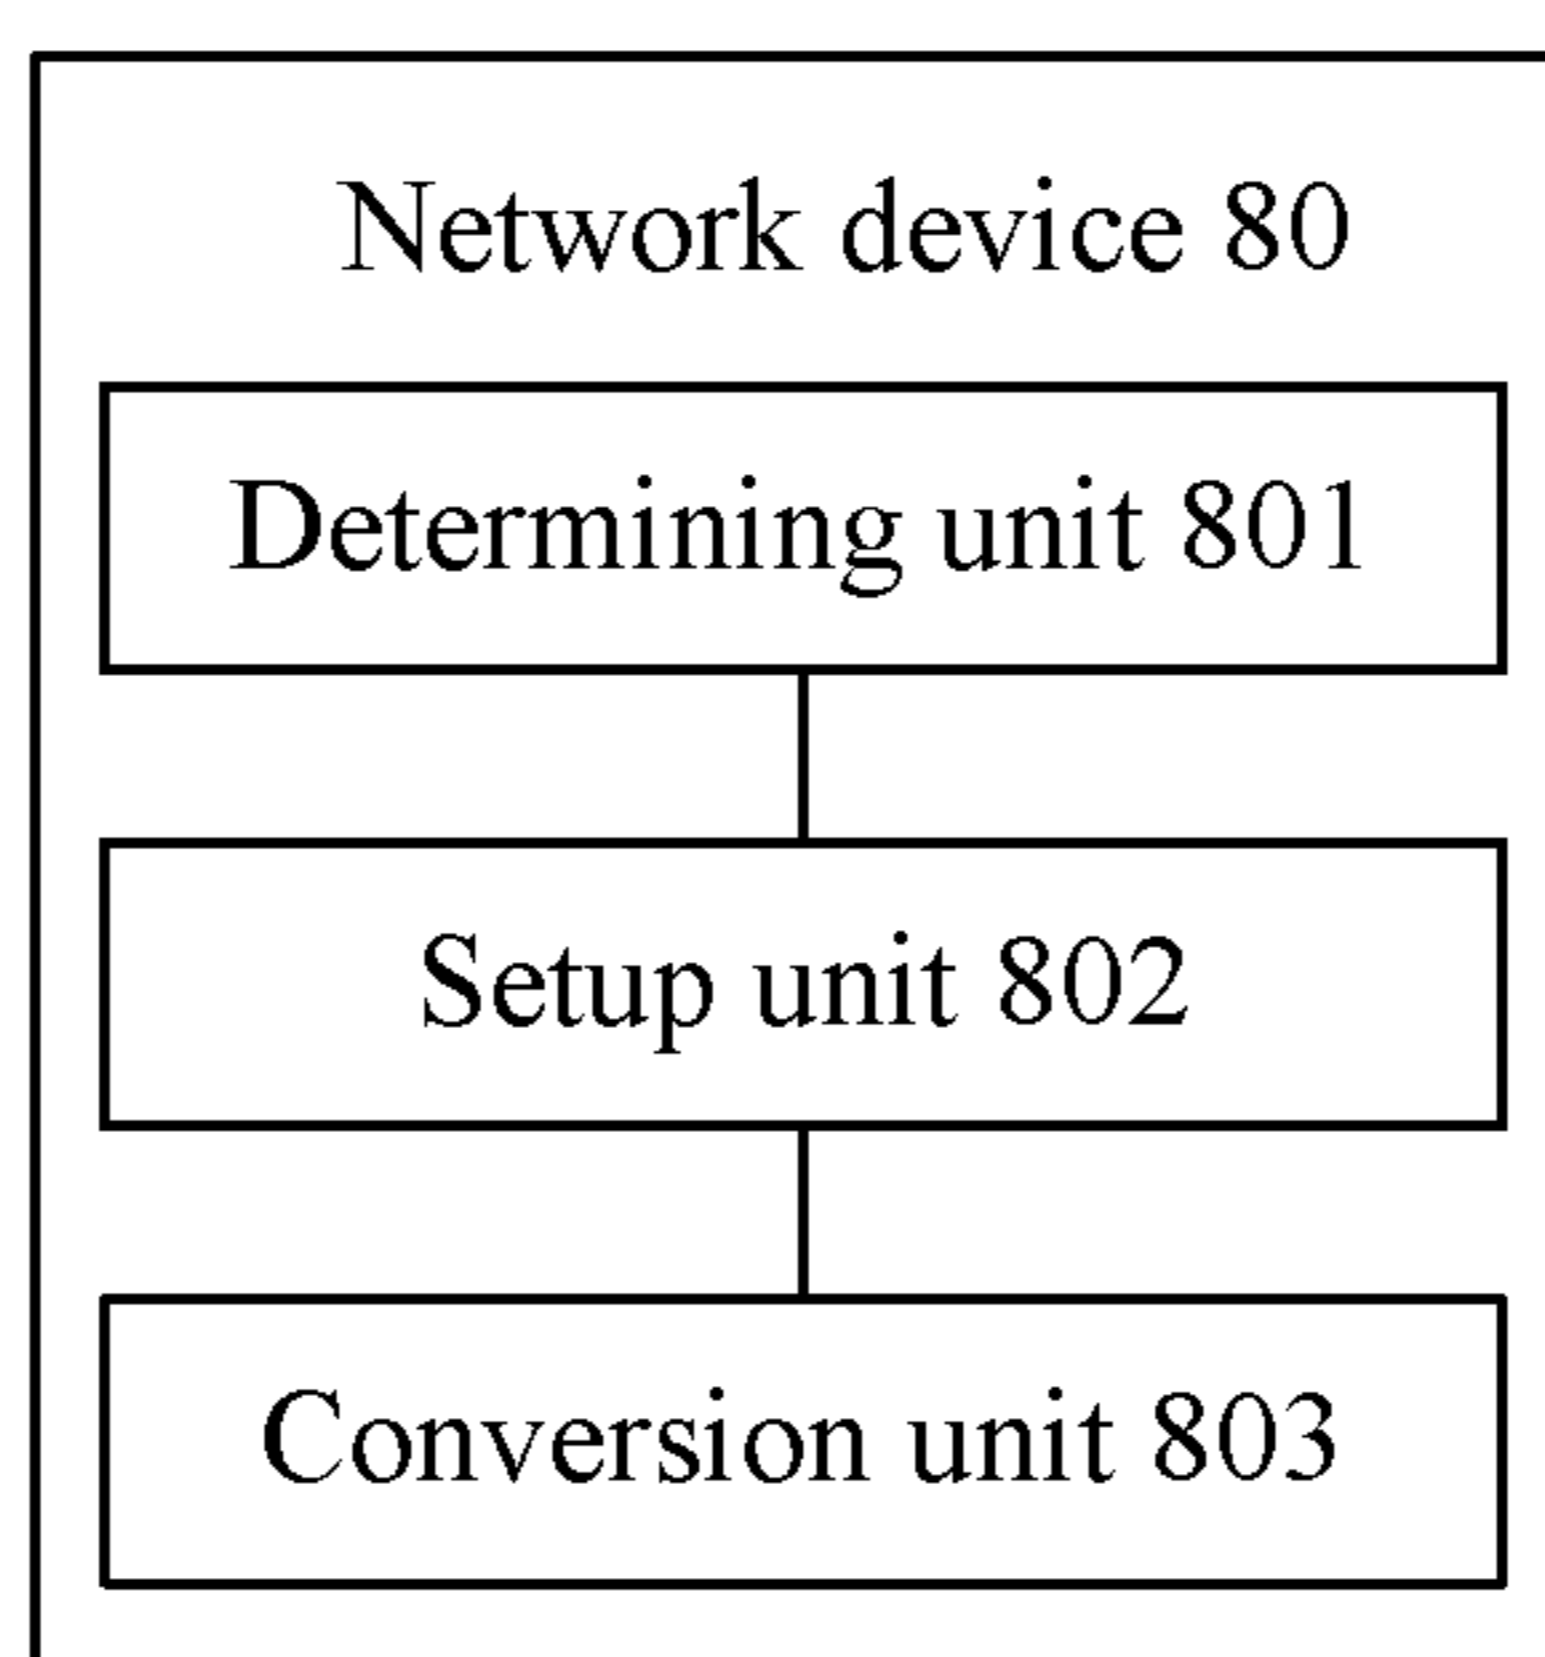 Network device 80
Determining unit 801
Setup unit 802
Conversion unit 803